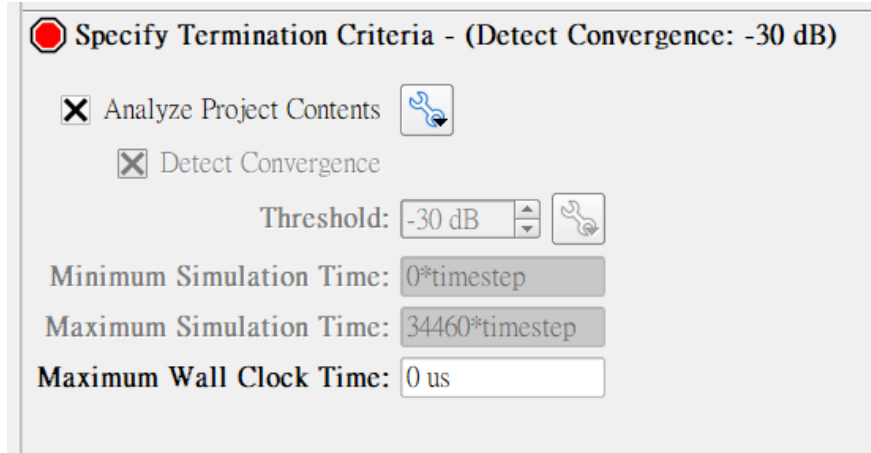 Specify Termination Criteria - (Detect Convergence: -30 dB)
Analyze Project Contents
Detect Convergence
Threshold: -30 dB
Minimum Simulation Time: 0*timestep
Maximum Simulation Time: 34460*timestep
Maximum Wall Clock Time: 0 us